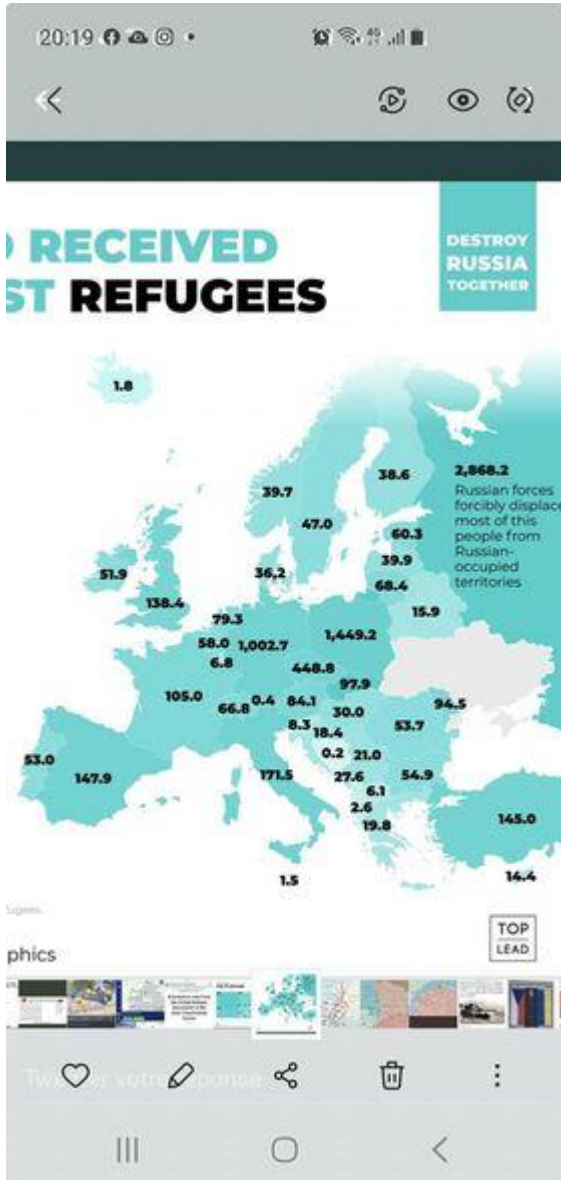 20:19
4G
RECEIVED
ST REFUGEES
DESTROY
RUSSIA
TOGETHER
1.8
2,868.2
Russian forces
forcibly displace
most of this
people from
Russian-
occupied
territories
38.6
39.7
47.0
60.3
39.9
36,2
68.4
51.9
138.4
15.9
79.3
58.0
1,002.7
1,449.2
6.8
448.8
97.9
105.0
66.8
0.4
84.1
30.0
94.5
8.3
18.4
53.7
53.0
147.9
0.2
21.0
171.5
27.6
54.9
6.1
2.6
19.8
145.0
1.5
14.4
fugees.
phics
TOP
LEAD
votre réponse